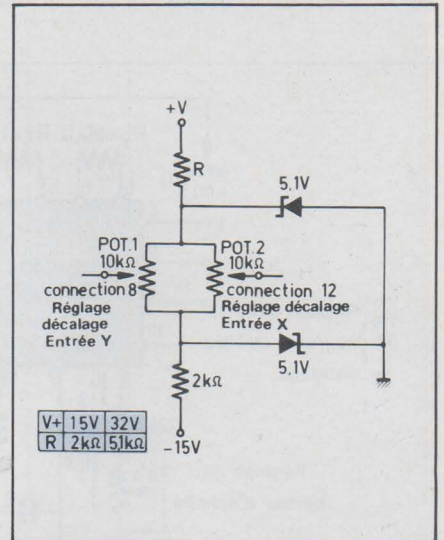 +V
R
5,1V
POT.1
10kΩ
connection 8
Réglage
décalage
Entrée Y
POT.2
10kΩ
connection 12
Réglage décalage
Entrée X
5,1V
2kΩ
V+ 15V 32V
R 2kΩ 5,1kΩ
-15V